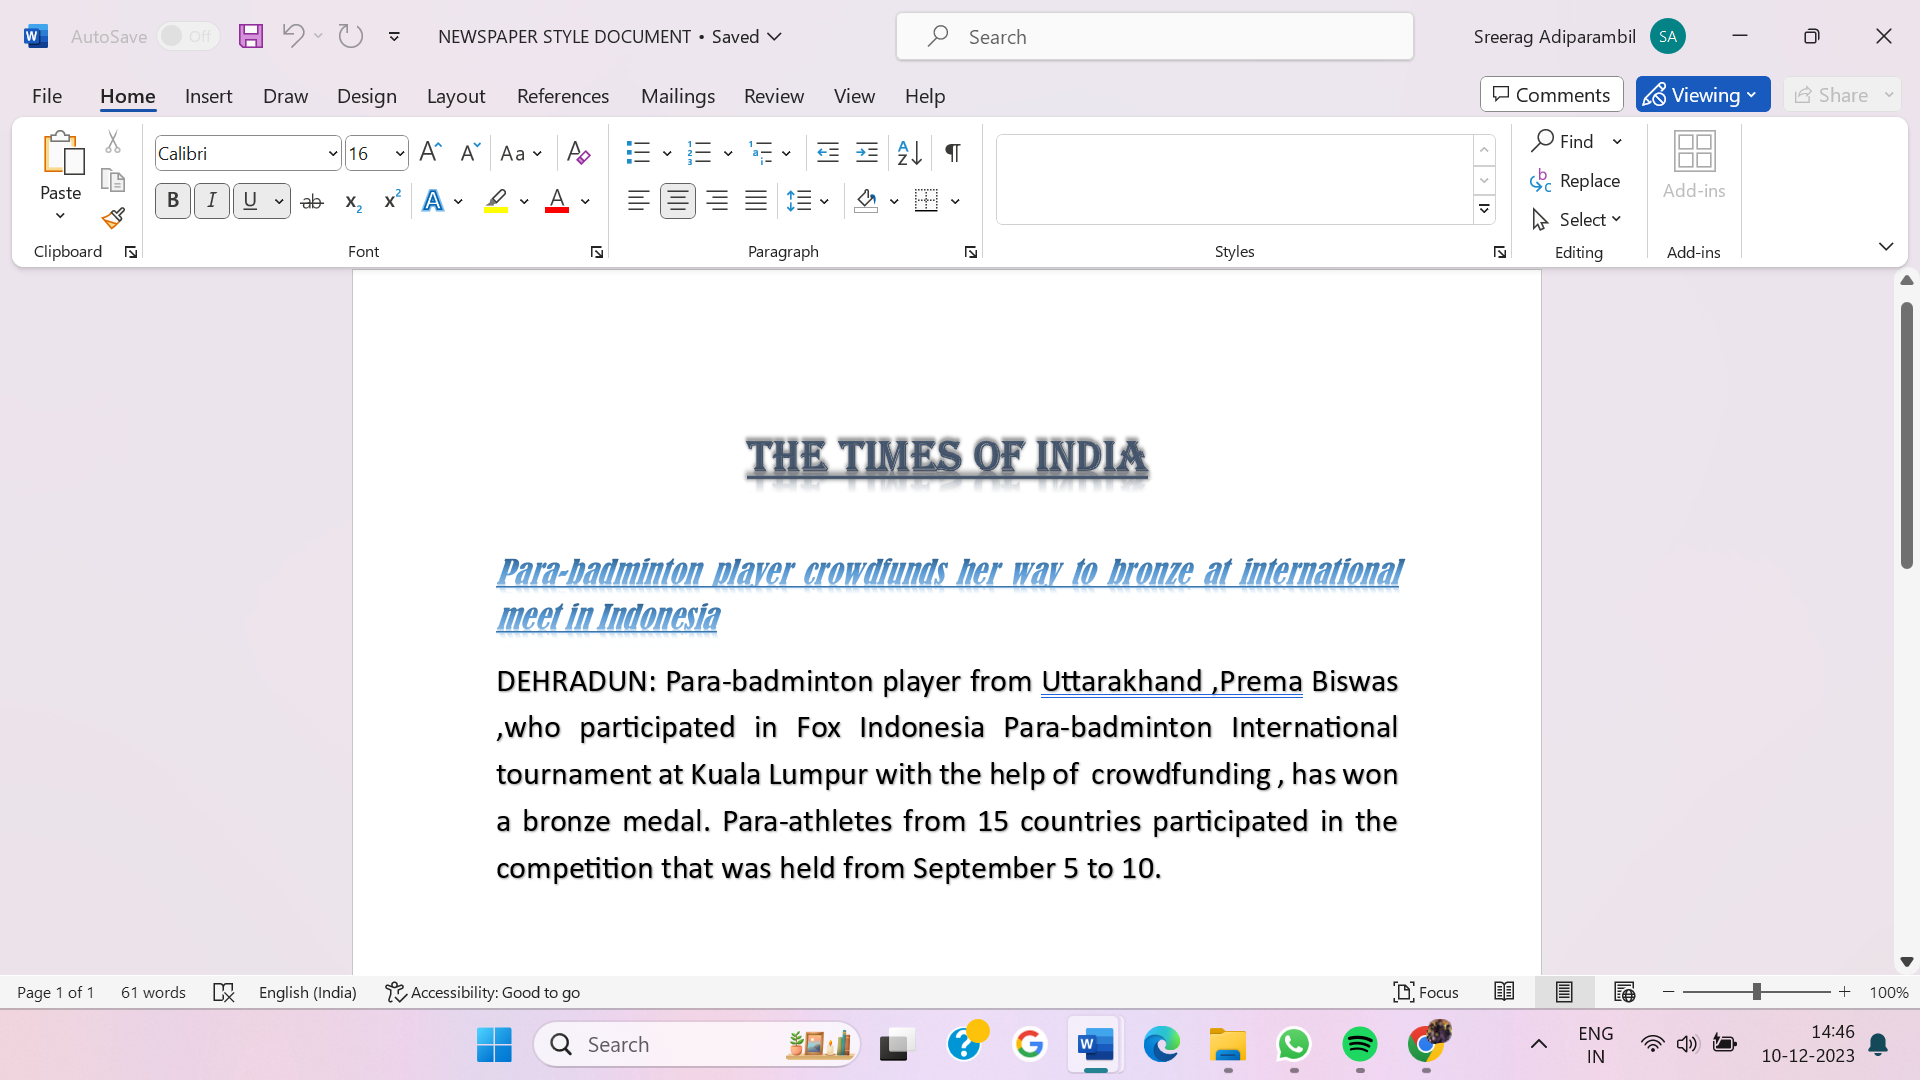 AutoSave Off NEWSPAPER STYLE DOCUMENT • Saved Search Sreerag Adiparambil SA
File Home Insert Draw Design Layout References Mailings Review View Help Comments Viewing Share
Calibri 16 Aa Find
Paste Replace
B I U ab x₂ x² A A Select Add-ins
Clipboard Font Paragraph Styles Editing Add-ins
THE TIMES OF INDIA
Para-badminton player crowdfunds her way to bronze at international
meet in Indonesia
DEHRADUN: Para-badminton player from Uttarakhand ,Prema Biswas
,who participated in Fox Indonesia Para-badminton International
tournament at Kuala Lumpur with the help of  crowdfunding , has won
a bronze medal. Para-athletes from 15 countries participated in the
competition that was held from September 5 to 10.
Page 1 of 1 61 words English (India) Accessibility: Good to go Focus 100%
Search ENG 14:46
IN 10-12-2023